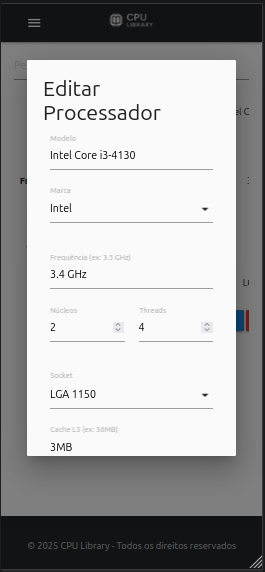 CPU
LIBRARY
Pe
Editar
Processador
el C
Modelo
Intel Core i3-4130
Marca
Intel
Frequência (ex: 3.5 GHz)
3.4 GHz
Núcleos
Threads
2
4
Socket
LGA 1150
Cache L3 (ex: 36MB)
3MB
© 2025 CPU Library - Todos os direitos reservados